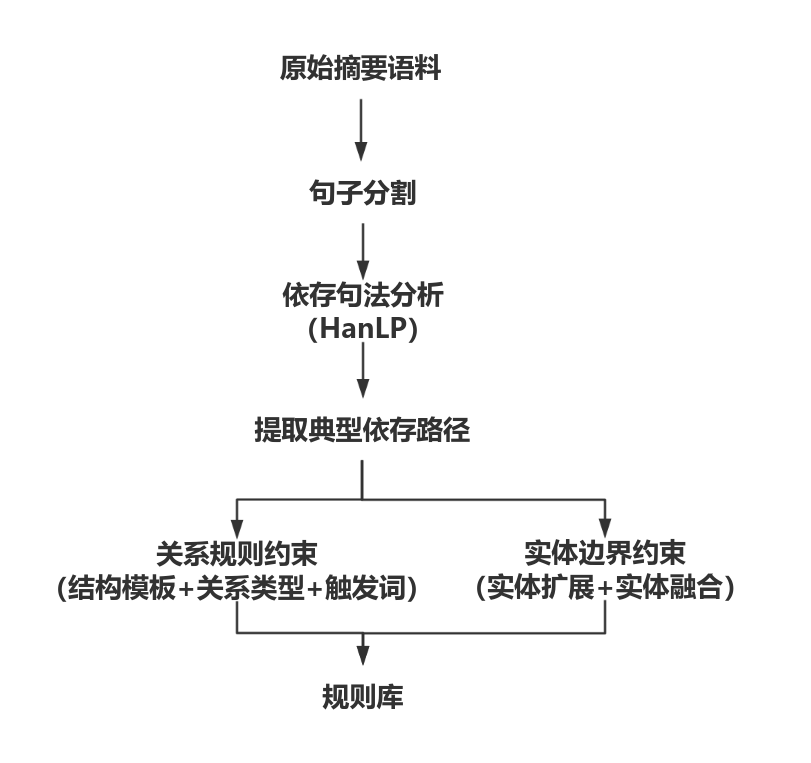 原始摘要语料
句子分割
依存句法分析
（HanLP）
提取典型依存路径
关系规则约束
（结构模板+关系类型+触发词）
实体边界约束
（实体扩展+实体融合）
规则库